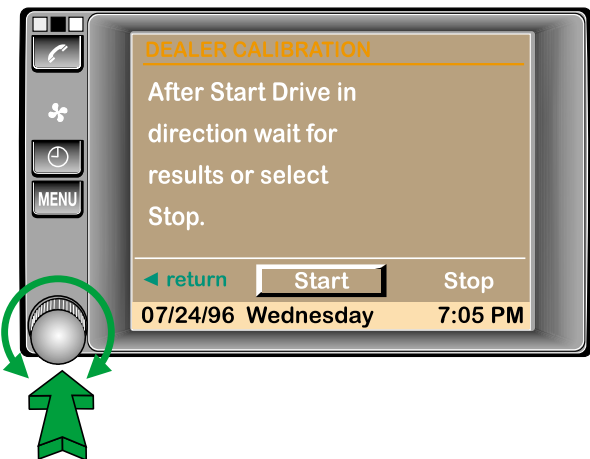 DEALER CALIBRATION
After Start Drive in
direction wait for
results or select
Stop.
MENU
◄ return Start Stop
07/24/96 Wednesday 7:05 PM